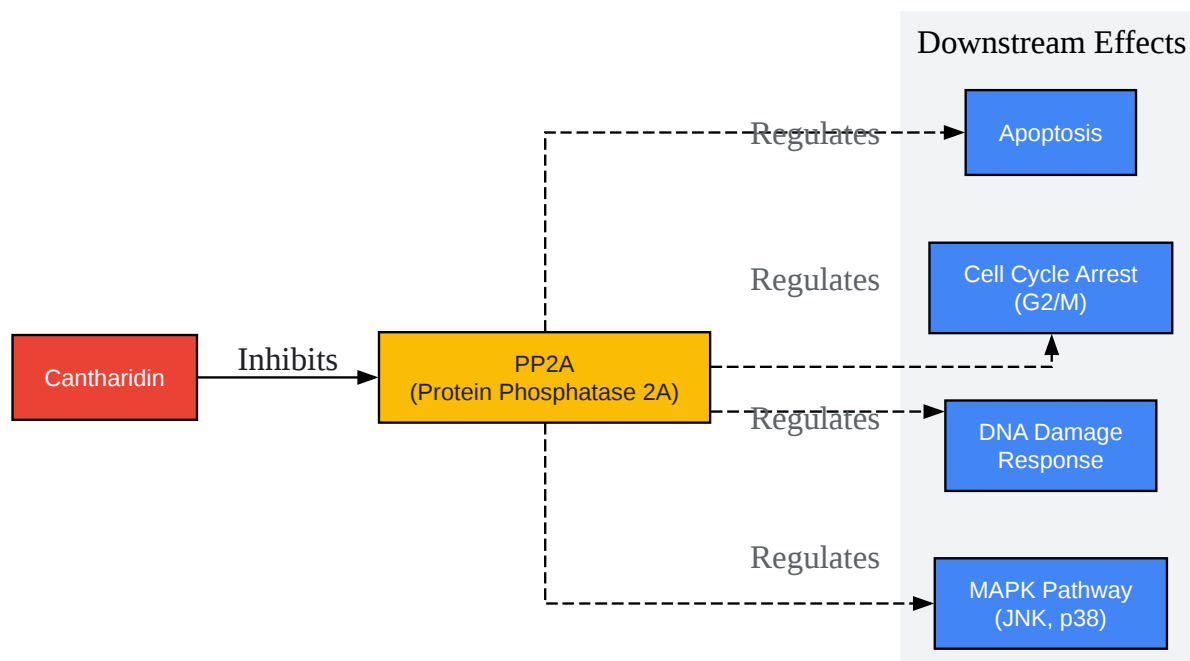 Downstream Effects
Regulates
Apoptosis
Regulates
Cell Cycle Arrest
(G2/M)
Cantharidin
Inhibits
PP2A
(Protein Phosphatase 2A)
Regulates
DNA Damage
Response
Regulates
MAPK Pathway
(JNK, p38)